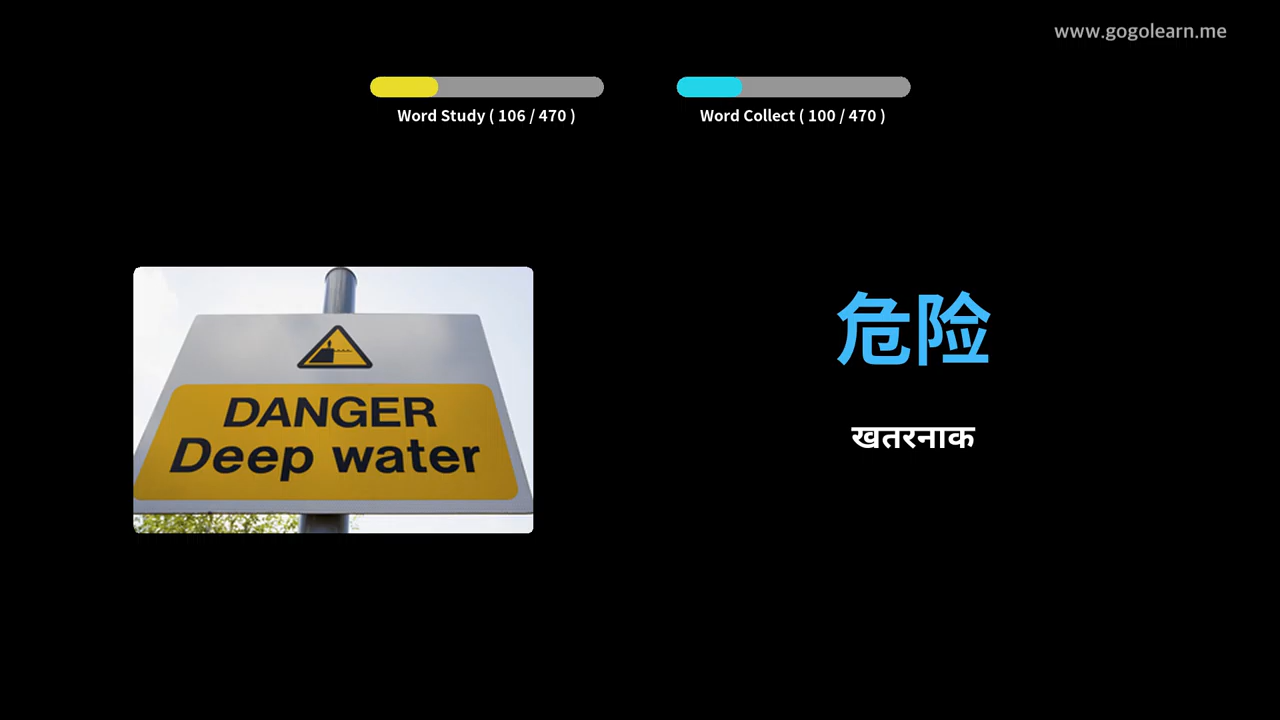 www.gogolearn.me
Word Study ( 106 / 470 )
Word Collect ( 100 / 470 )
DANGER
Deep water
危险
खतरनाक